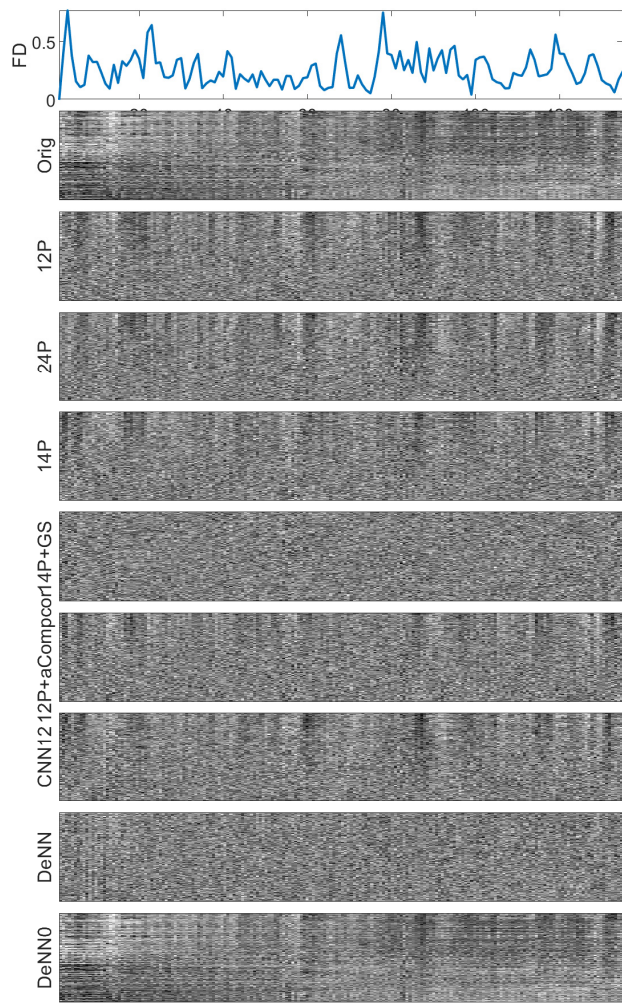 FD
0.5
0
Orig
12P
24P
14P
14P+GS
12P+aCompcor
CNN12
DeNN
DeNN0